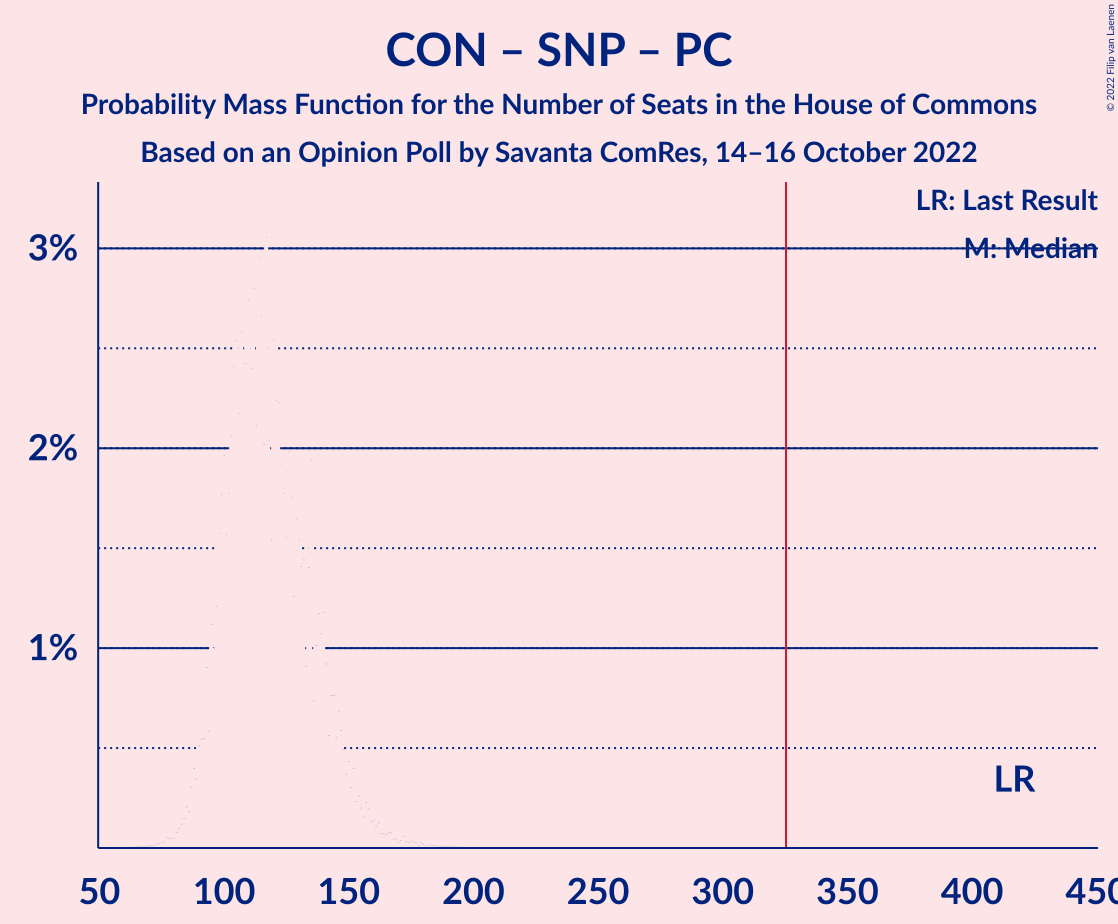 CON – SNP – PC
Probability Mass Function for the Number of Seats in the House of Commons
Based on an Opinion Poll by Savanta ComRes, 14–16 October 2022
© 2022 Filip van Laenen
LR: Last Result
M: Median
3%
2%
1%
LR
50 100 150 200 250 300 350 400 450